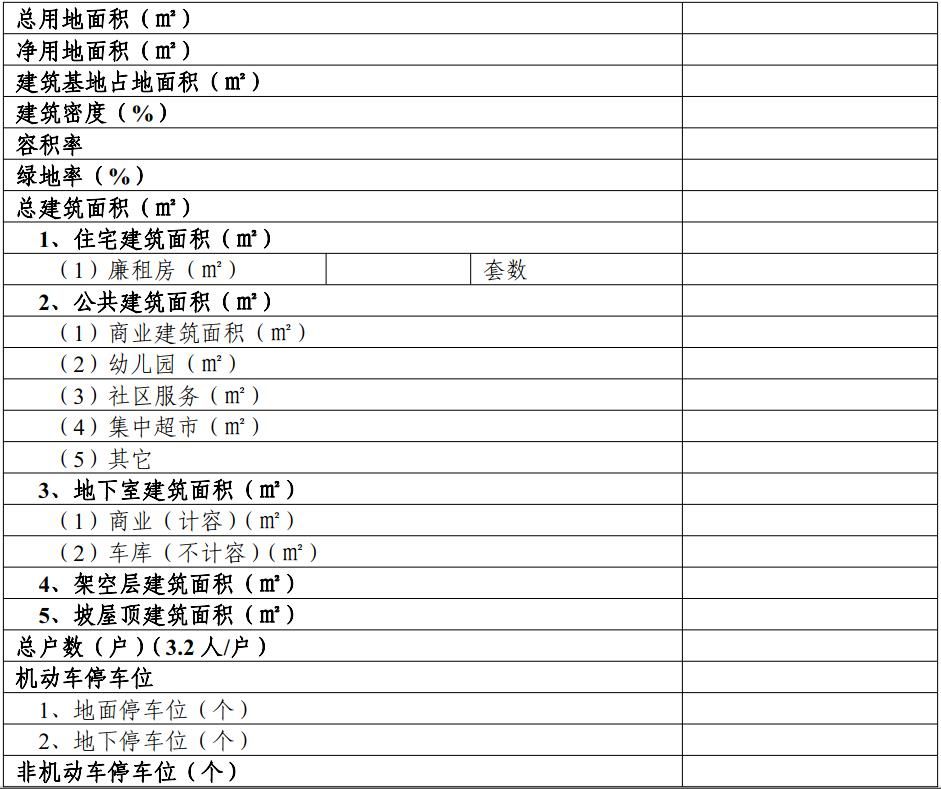 总用地面积（㎡）
净用地面积（㎡）
建筑基地占地面积（㎡）
建筑密度（%）
容积率
绿地率（%）
总建筑面积（㎡）
1、住宅建筑面积（㎡）
（1）廉租房（㎡） 套数
2、公共建筑面积（㎡）
（1）商业建筑面积（㎡）
（2）幼儿园（㎡）
（3）社区服务（㎡）
（4）集中超市（㎡）
（5）其它
3、地下室建筑面积（㎡）
（1）商业（计容）（㎡）
（2）车库（不计容）（㎡）
4、架空层建筑面积（㎡）
5、坡屋顶建筑面积（㎡）
总户数（户）（3.2人/户）
机动车停车位
1、地面停车位（个）
2、地下停车位（个）
非机动车停车位（个）